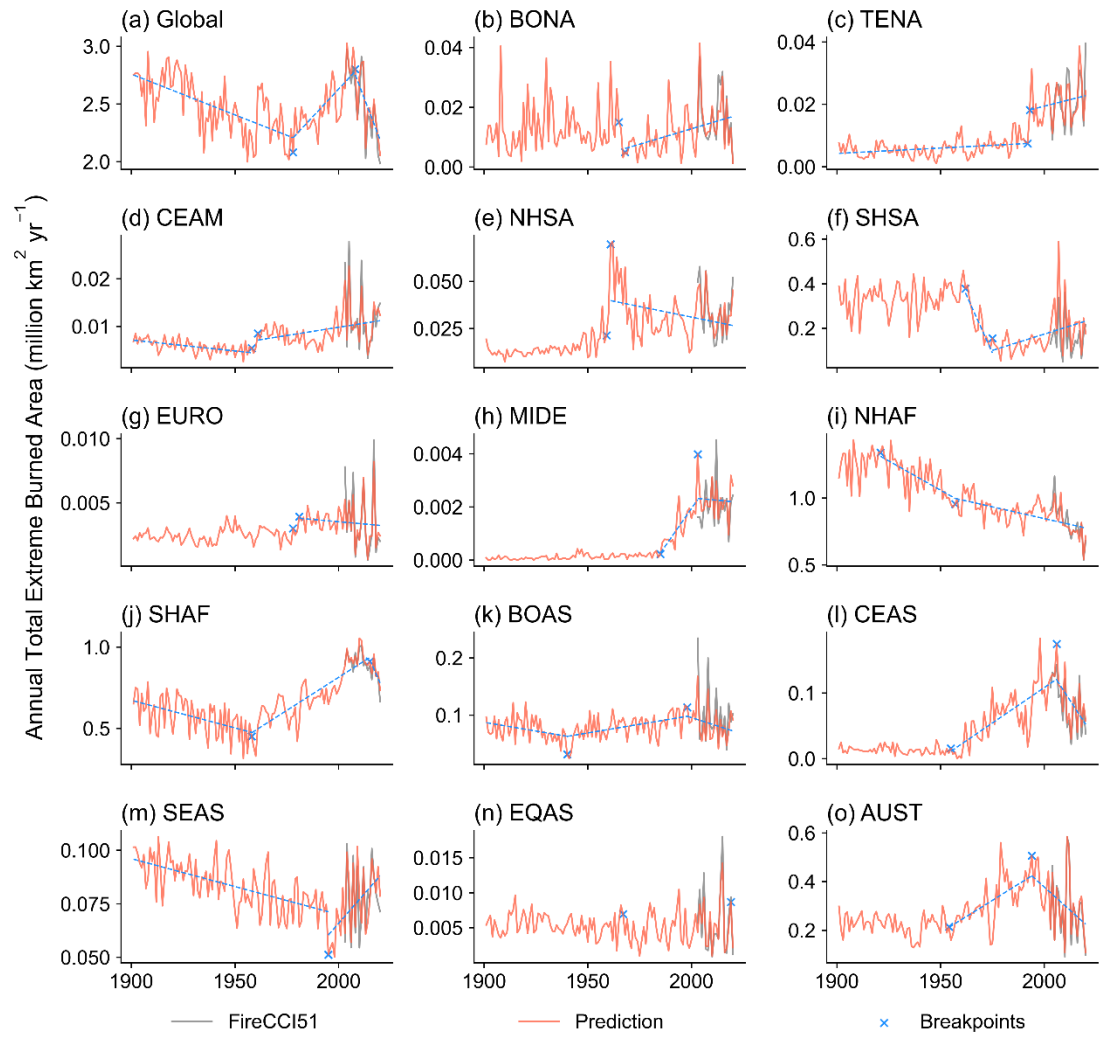 (a) Global
(b) BONA
(c) TENA
3.0
2.5
2.0
0.04
0.03
0.02
0.01
0.00
0.04
0.02
0.00
(d) CEAM
(e) NHSA
(f) SHSA
0.02
0.01
0.050
0.025
0.6
0.4
0.2
(g) EURO
(h) MIDE
(i) NHAF
0.010
0.005
0.004
0.002
0.000
1.0
0.5
(j) SHAF
(k) BOAS
(l) CEAS
1.0
0.5
0.2
0.1
0.1
0.0
(m) SEAS
(n) EQAS
(o) AUST
0.100
0.075
0.050
0.015
0.010
0.005
0.000
0.6
0.4
0.2
1900 1950 2000
1900 1950 2000
1900 1950 2000
Annual Total Extreme Burned Area (million km² yr⁻¹)
FireCCI51
Prediction
Breakpoints